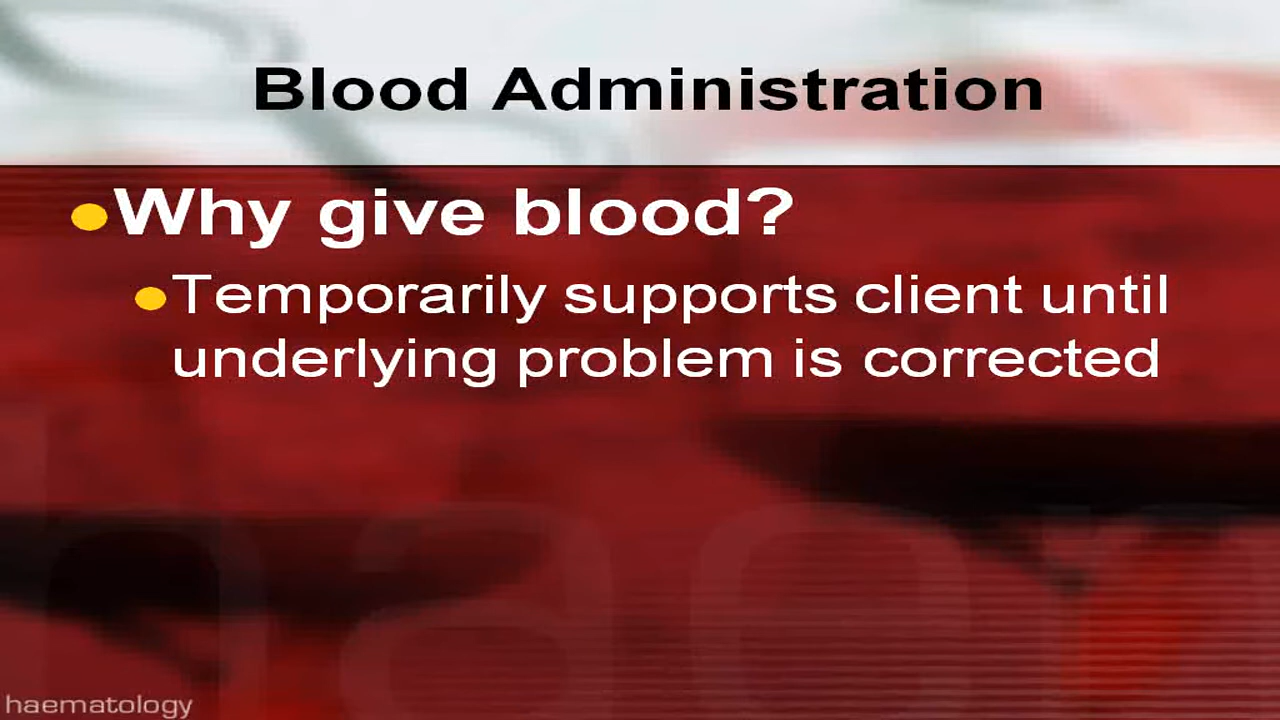 Blood Administration
Why give blood?
Temporarily supports client until
underlying problem is corrected
haematology